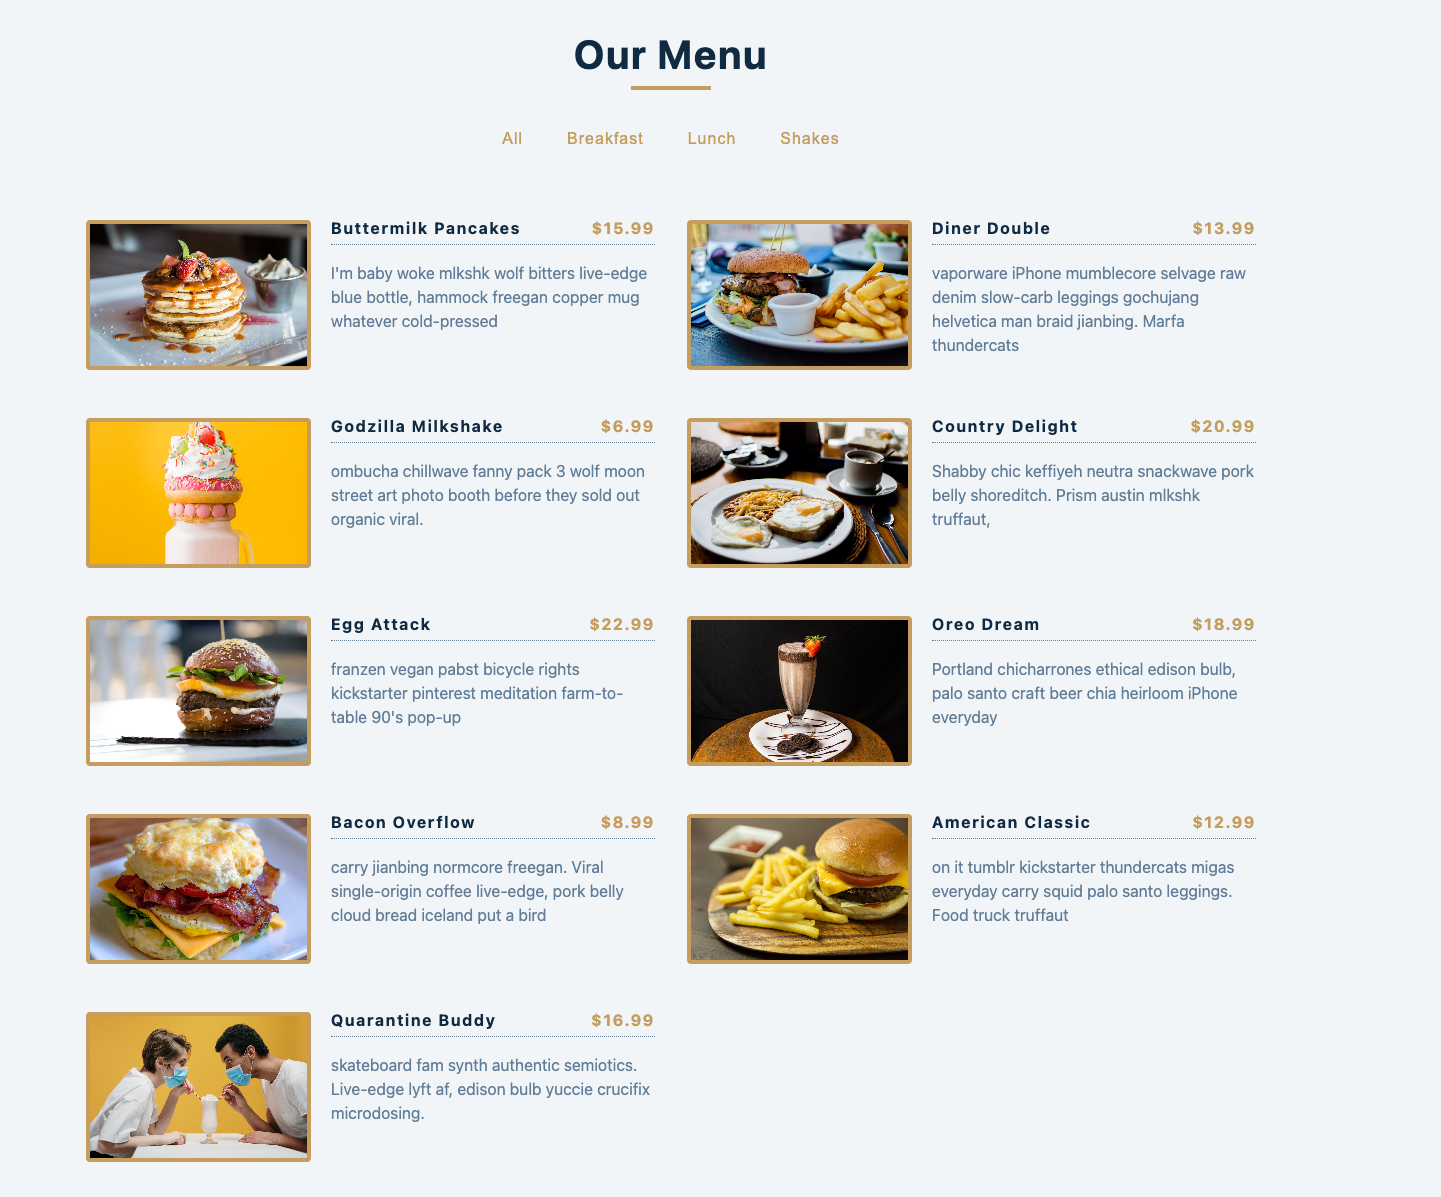 Our Menu
All Breakfast Lunch Shakes
Buttermilk Pancakes $15.99
I'm baby woke mlkshk wolf bitters live-edge
blue bottle, hammock freegan copper mug
whatever cold-pressed
Diner Double $13.99
vaporware iPhone mumblecore selvage raw
denim slow-carb leggings gochujang
helvetica man braid jianbing. Marfa
thundercats
Godzilla Milkshake $6.99
ombucha chillwave fanny pack 3 wolf moon
street art photo booth before they sold out
organic viral.
Country Delight $20.99
Shabby chic keffiyeh neutra snackwave pork
belly shoreditch. Prism austin mlkshk
truffaut,
Egg Attack $22.99
franzen vegan pabst bicycle rights
kickstarter pinterest meditation farm-to-
table 90's pop-up
Oreo Dream $18.99
Portland chicharrones ethical edison bulb,
palo santo craft beer chia heirloom iPhone
everyday
Bacon Overflow $8.99
carry jianbing normcore freegan. Viral
single-origin coffee live-edge, pork belly
cloud bread iceland put a bird
American Classic $12.99
on it tumblr kickstarter thundercats migas
everyday carry squid palo santo leggings.
Food truck truffaut
Quarantine Buddy $16.99
skateboard fam synth authentic semiotics.
Live-edge lyft af, edison bulb yuccie crucifix
microdosing.